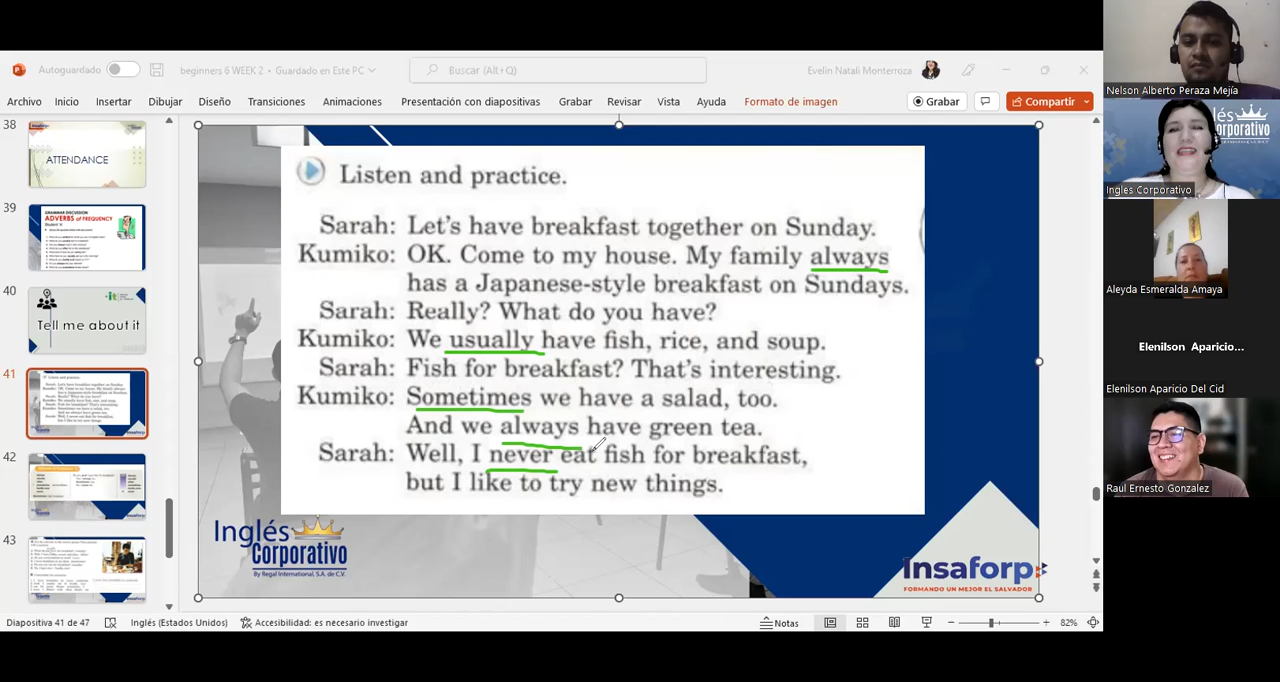 Autoguardado
beginners 6 WEEK 2 • Guardado en Este PC
Buscar (Alt+Q)
Evelin Natali Monterroza
Archivo Inicio Insertar Dibujar Diseño Transiciones Animaciones Presentación con diapositivas Grabar Revisar Vista Ayuda Formato de imagen
Grabar
Compartir
38
ATTENDANCE
39
ADVERBS of FREQUENCY
40
Tell me about it
41
42
43
Listen and practice.
Sarah: Let's have breakfast together on Sunday.
Kumiko: OK. Come to my house. My family always
has a Japanese-style breakfast on Sundays.
Sarah: Really? What do you have?
Kumiko: We usually have fish, rice, and soup.
Sarah: Fish for breakfast? That's interesting.
Kumiko: Sometimes we have a salad, too.
And we always have green tea.
Sarah: Well, I never eat fish for breakfast,
but I like to try new things.
Inglés
Corporativo
By Regal International, S.A. de C.V.
Insaforp
FORMANDO UN MEJOR EL SALVADOR
Diapositiva 41 de 47
Inglés (Estados Unidos)
Accesibilidad: es necesario investigar
Notas
82%
Nelson Alberto Peraza Mejía
lés
Corporativo
Ingles Corporativo
Aleyda Esmeralda Amaya
Elenilson Aparicio...
Elenilson Aparicio Del Cid
Raul Ernesto Gonzalez